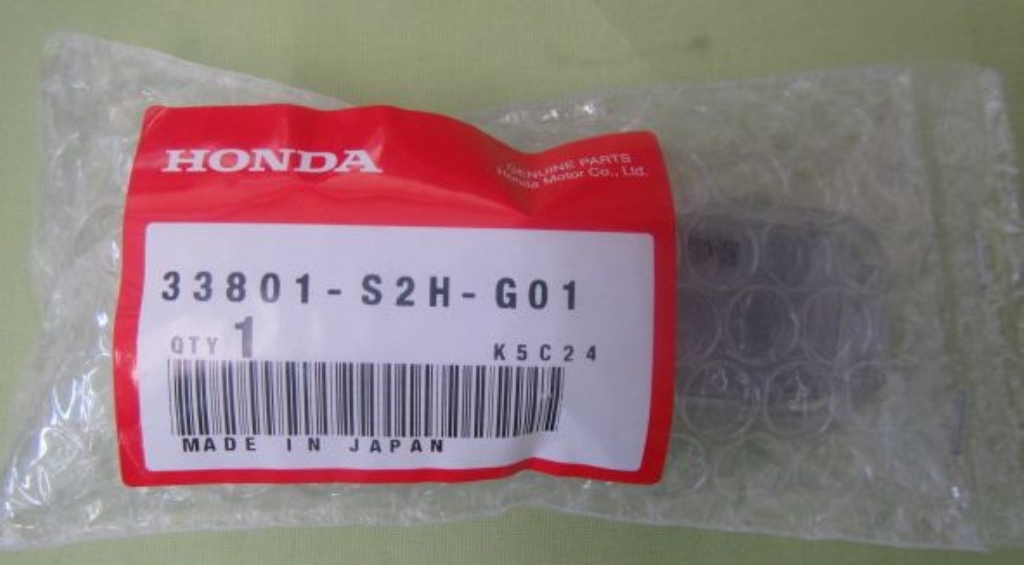 HONDA
GENUINE PARTS
Honda Motor Co., Ltd.
33801-S2H-G01
QTY 1
K5C24
MADE IN JAPAN